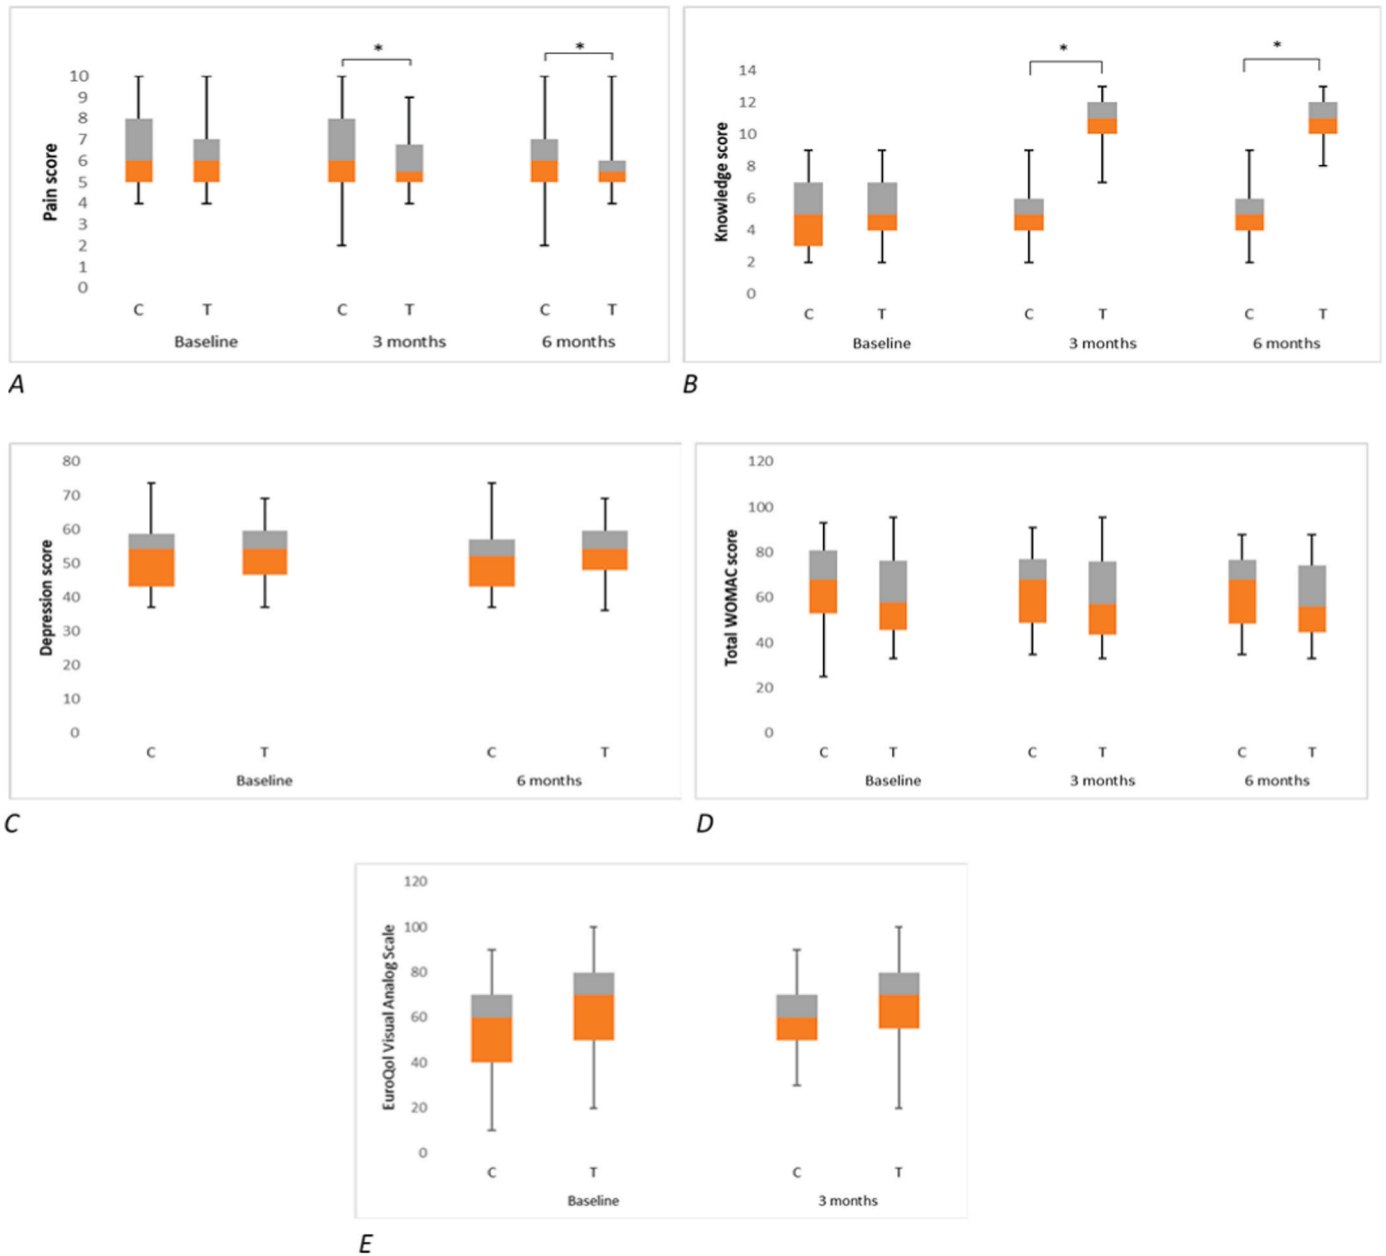 Pain score
10
9
8
7
6
5
4
3
2
1
0
* *
C T C T C T
Baseline 3 months 6 months
A
Knowledge score
14
12
10
8
6
4
2
0
* *
C T C T C T
Baseline 3 months 6 months
B
Depression score
80
70
60
50
40
30
20
10
0
C T C T
Baseline 6 months
C
Total WOMAC score
120
100
80
60
40
20
0
C T C T C T
Baseline 3 months 6 months
D
EuroQol Visual Analog Scale
120
100
80
60
40
20
0
C T C T
Baseline 3 months
E